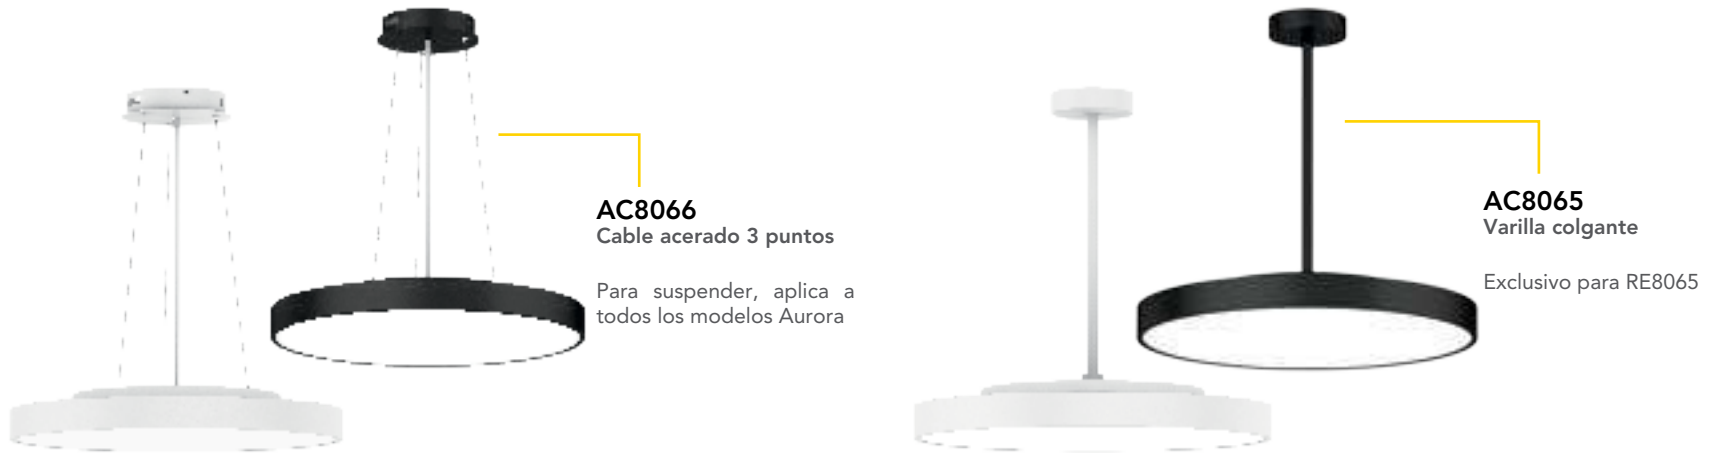 AC8066
Cable acerado 3 puntos
Para suspender, aplica a
todos los modelos Aurora
AC8065
Varilla colgante
Exclusivo para RE8065